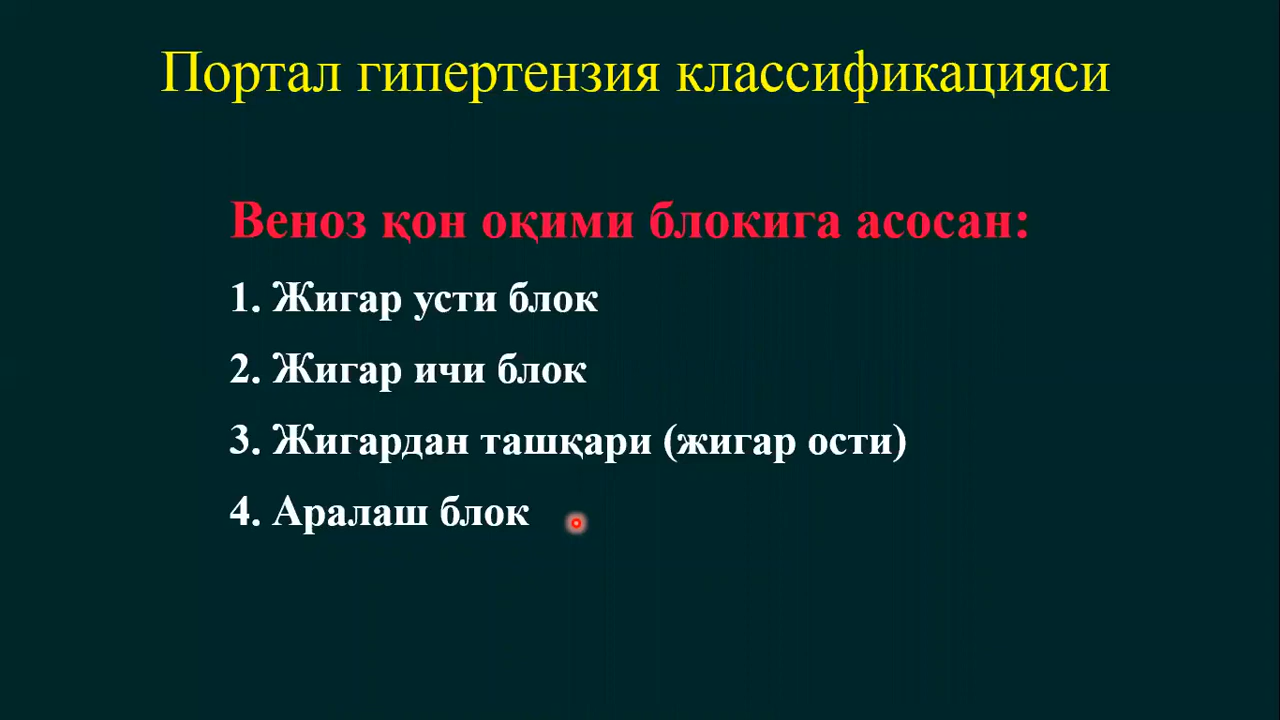 Портал гипертензия классификацияси
Веноз қон оқими блокига асосан:
1. Жигар усти блок
2. Жигар ичи блок
3. Жигардан ташқари (жигар ости)
4. Аралаш блок